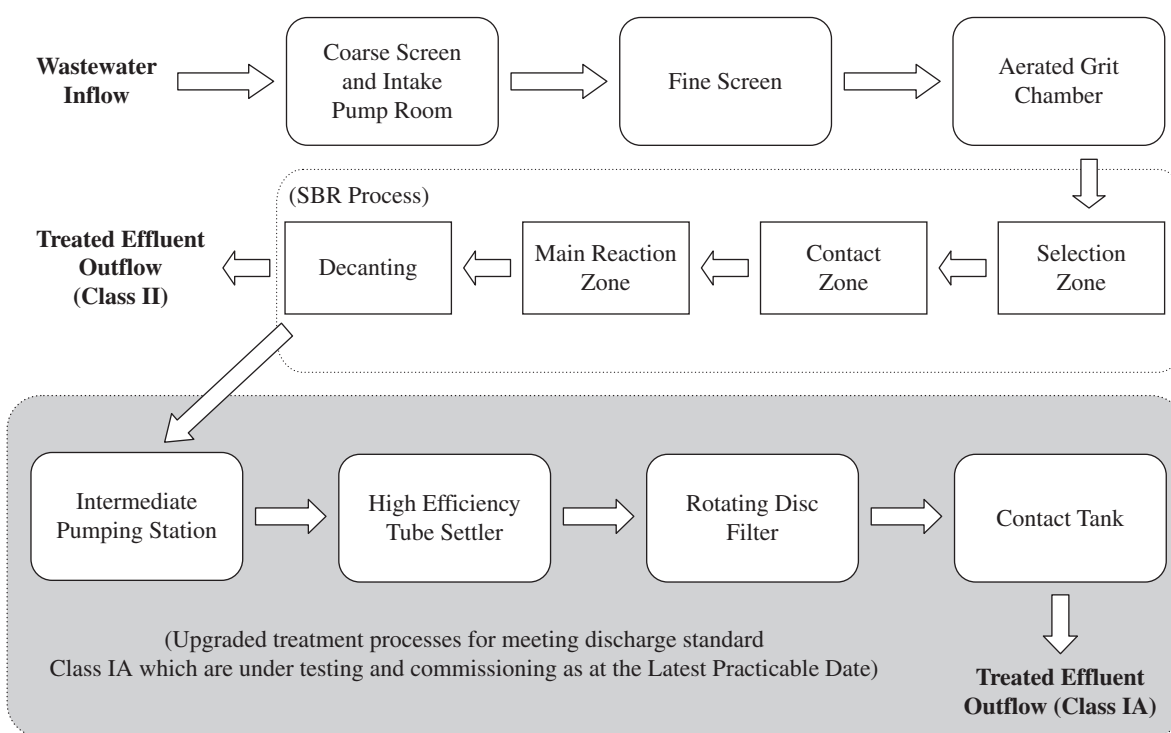 Wastewater
Inflow
Coarse Screen
and Intake
Pump Room
Fine Screen
Aerated Grit
Chamber
(SBR Process)
Treated Effluent
Outflow
(Class II)
Decanting
Main Reaction
Zone
Contact
Zone
Selection
Zone
Intermediate
Pumping Station
High Efficiency
Tube Settler
Rotating Disc
Filter
Contact Tank
(Upgraded treatment processes for meeting discharge standard
Class IA which are under testing and commissioning as at the Latest Practicable Date)
Treated Effluent
Outflow (Class IA)